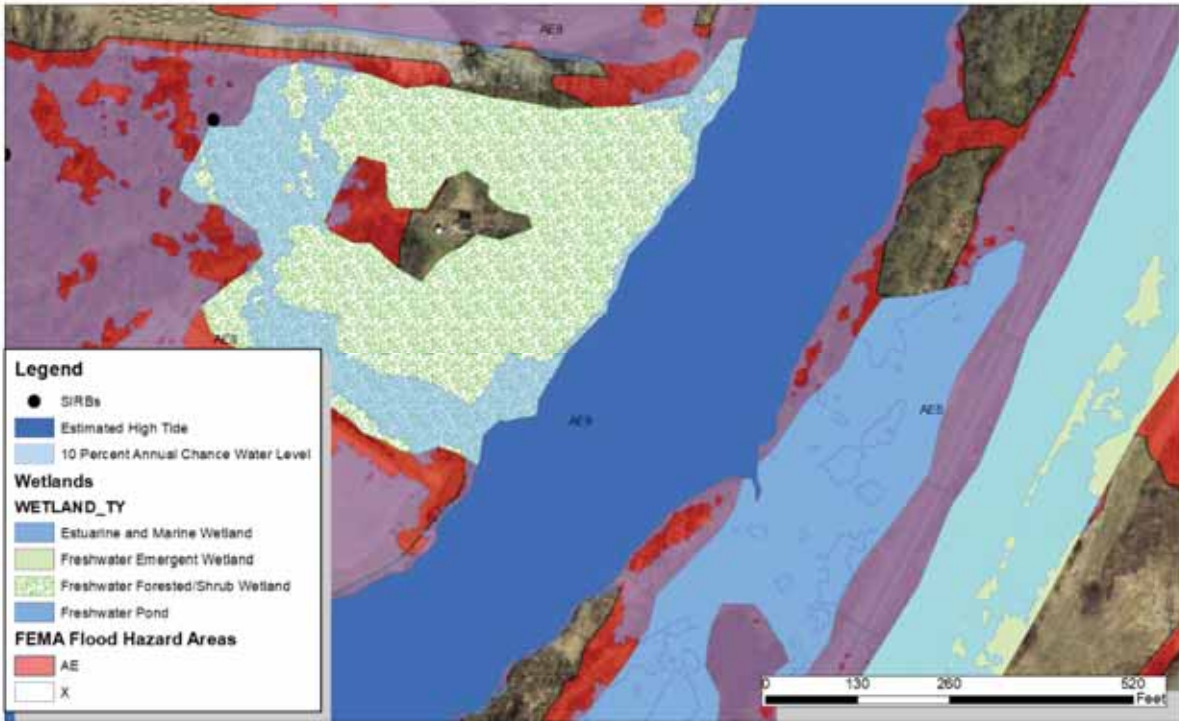 AE9
AE9
AE8
Legend
SIRBs
Estimated High Tide
10 Percent Annual Chance Water Level
Wetlands
WETLAND_TY
Estuarine and Marine Wetland
Freshwater Emergent Wetland
Freshwater Forested/Shrub Wetland
Freshwater Pond
FEMA Flood Hazard Areas
AE
X
0 130 260 520
Feet